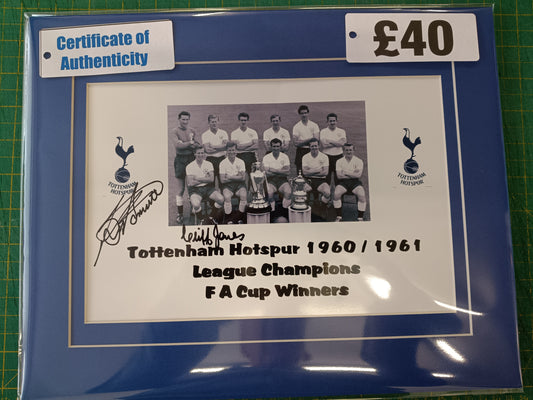 Certificate of
Authenticity
£40
TOTTENHAM
HOTSPUR
TOTTENHAM
HOTSPUR
Cliff Jones
Tottenham Hotspur 1960 / 1961
League Champions
F A Cup Winners